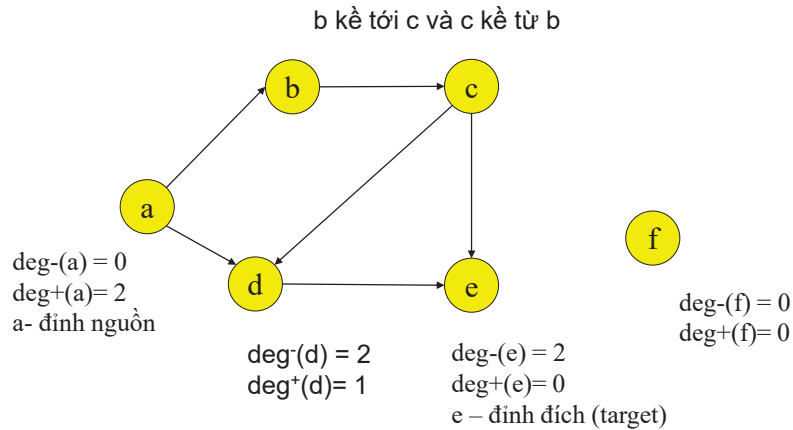 b kề tới c và c kề từ b
b
c
a
f
d
e
deg-(a) = 0
deg+(a)= 2
a- đỉnh nguồn
deg-(f) = 0
deg+(f)= 0
deg⁻(d) = 2
deg⁺(d)= 1
deg-(e) = 2
deg+(e)= 0
e – đỉnh đích (target)